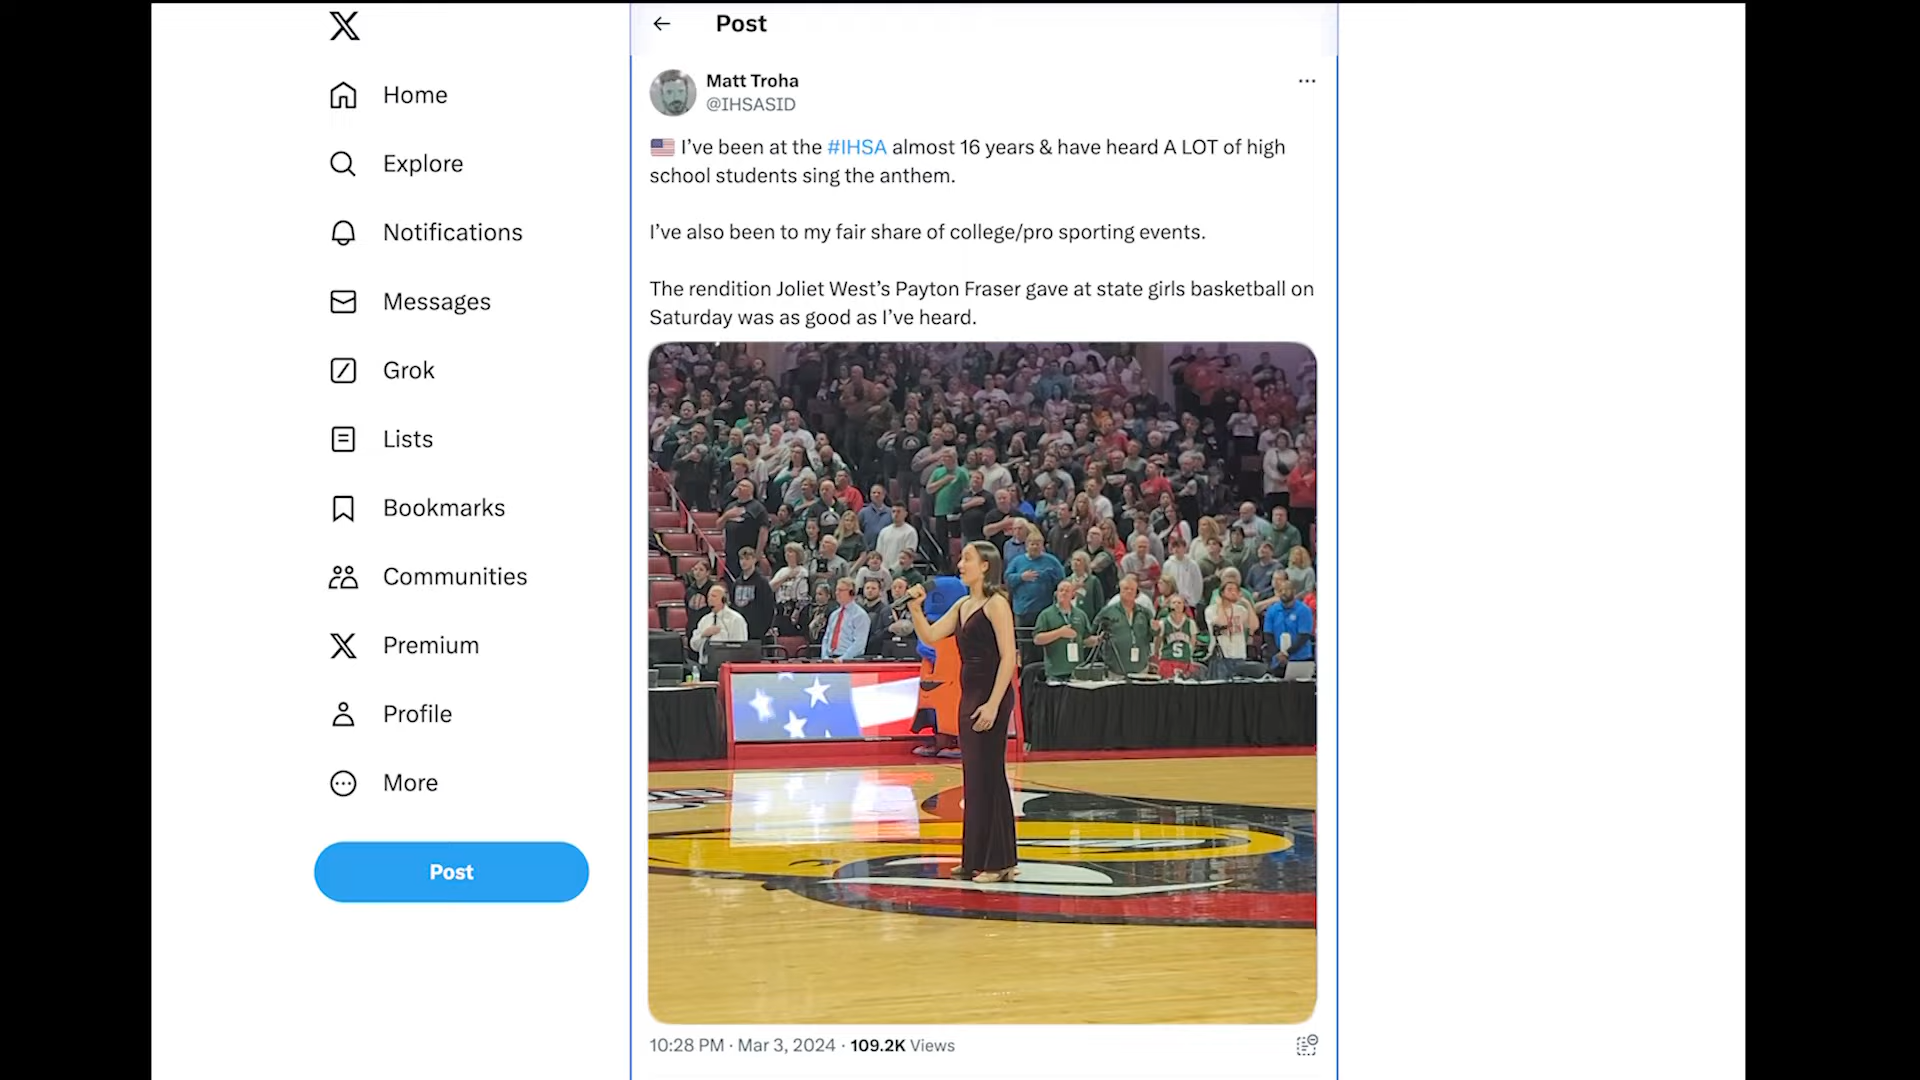 Post
Matt Troha
@IHSASID
Home
Explore
Notifications
Messages
Grok
Lists
Bookmarks
Communities
Premium
Profile
More
Post
🇺🇸 I’ve been at the #IHSA almost 16 years & have heard A LOT of high
school students sing the anthem.
I’ve also been to my fair share of college/pro sporting events.
The rendition Joliet West’s Payton Fraser gave at state girls basketball on
Saturday was as good as I’ve heard.
5
10:28 PM · Mar 3, 2024 · 109.2K Views